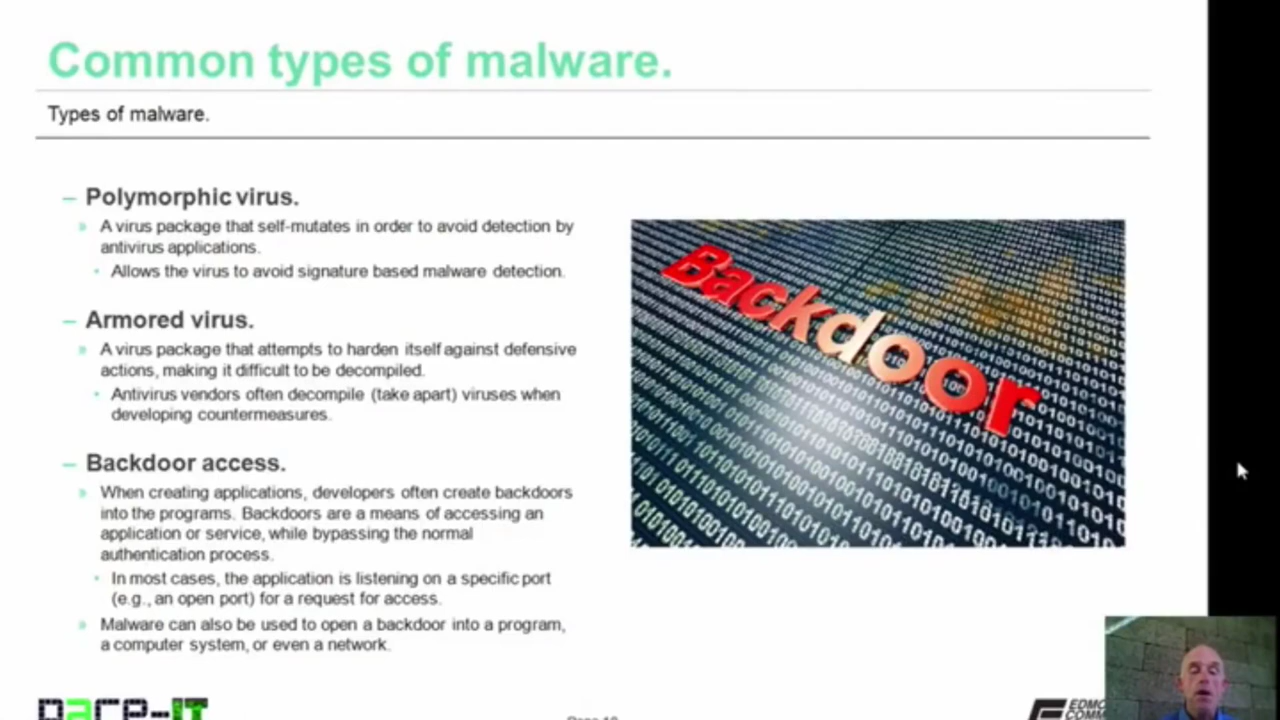 Common types of malware.
Types of malware.
– Polymorphic virus.
» A virus package that self-mutates in order to avoid detection by
antivirus applications.
• Allows the virus to avoid signature based malware detection.
– Armored virus.
» A virus package that attempts to harden itself against defensive
actions, making it difficult to be decompiled.
• Antivirus vendors often decompile (take apart) viruses when
developing countermeasures.
– Backdoor access.
» When creating applications, developers often create backdoors
into the programs. Backdoors are a means of accessing an
application or service, while bypassing the normal
authentication process.
• In most cases, the application is listening on a specific port
(e.g., an open port) for a request for access.
» Malware can also be used to open a backdoor into a program,
a computer system, or even a network.
Backdoor
pace-IT